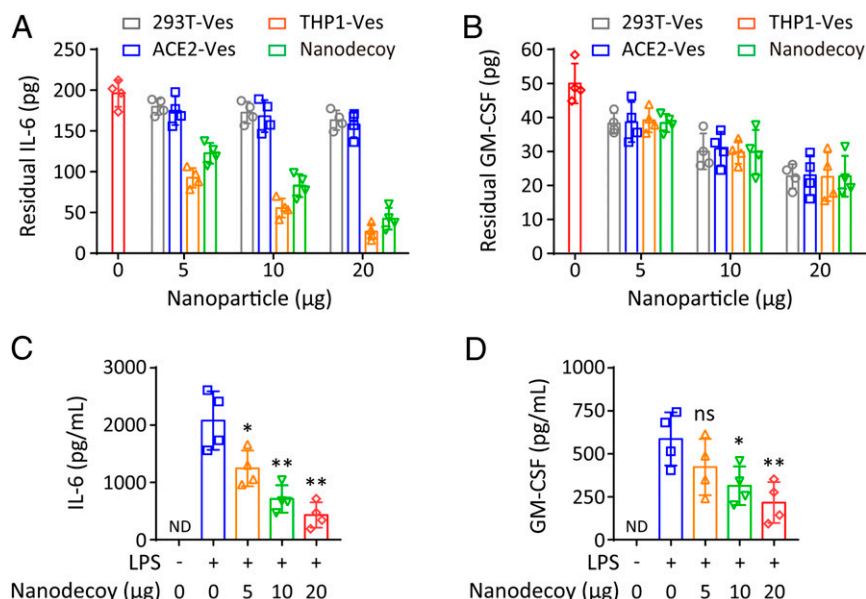 A
293T-Ves THP1-Ves
ACE2-Ves Nanodecoy
Residual IL-6 (pg)
250
200
150
100
50
0
0 5 10 20
Nanoparticle (μg)
B
293T-Ves THP1-Ves
ACE2-Ves Nanodecoy
Residual GM-CSF (pg)
60
50
40
30
20
10
0
0 5 10 20
Nanoparticle (μg)
C
IL-6 (pg/mL)
3000
2000
1000
0
ND * ** **
LPS - + + + +
Nanodecoy (μg) 0 0 5 10 20
D
GM-CSF (pg/mL)
1000
750
500
250
0
ND ns * **
LPS - + + + +
Nanodecoy (μg) 0 0 5 10 20